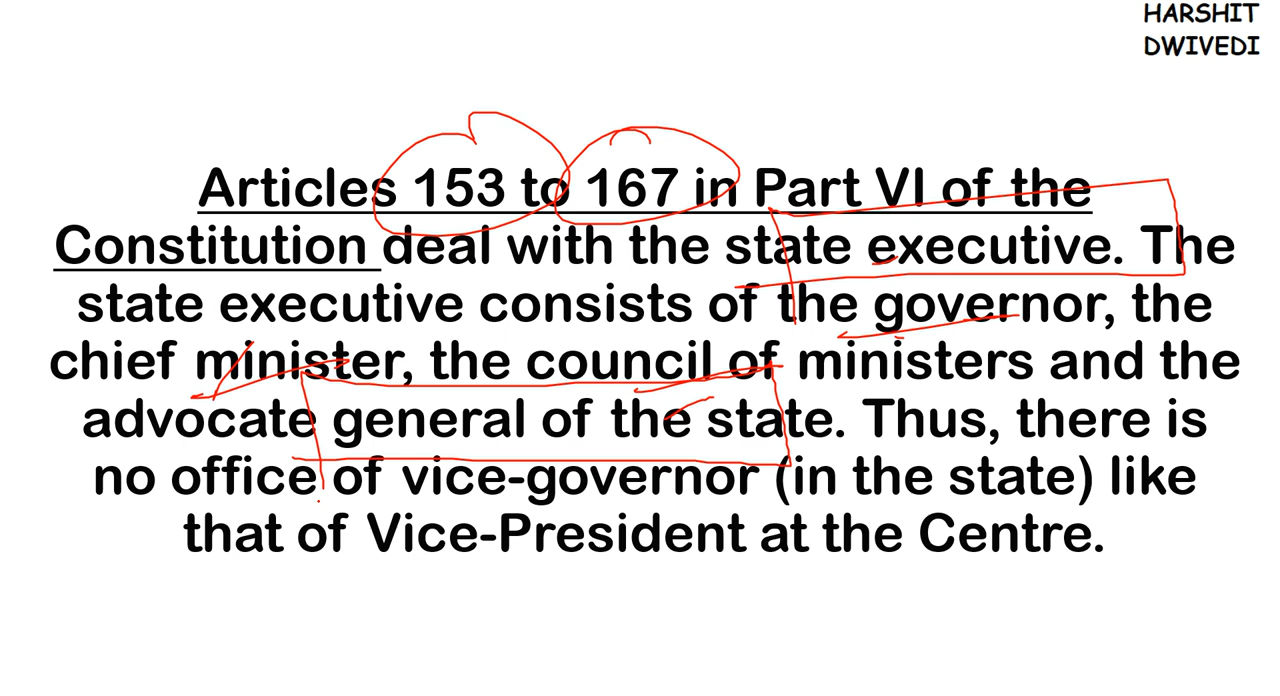 HARSHIT
DWIVEDI
Articles 153 to 167 in Part VI of the
Constitution deal with the state executive. The
state executive consists of the governor, the
chief minister, the council of ministers and the
advocate general of the state. Thus, there is
no office of vice-governor (in the state) like
that of Vice-President at the Centre.